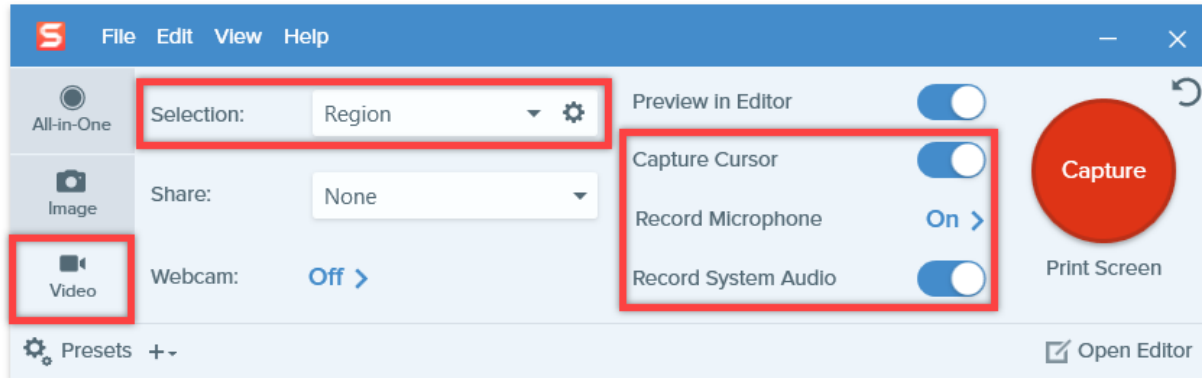 S File Edit View Help
All-in-One
Image
Video
Selection: Region
Share: None
Webcam: Off
Preview in Editor
Capture Cursor
Record Microphone On
Record System Audio
Capture
Print Screen
Presets
Open Editor